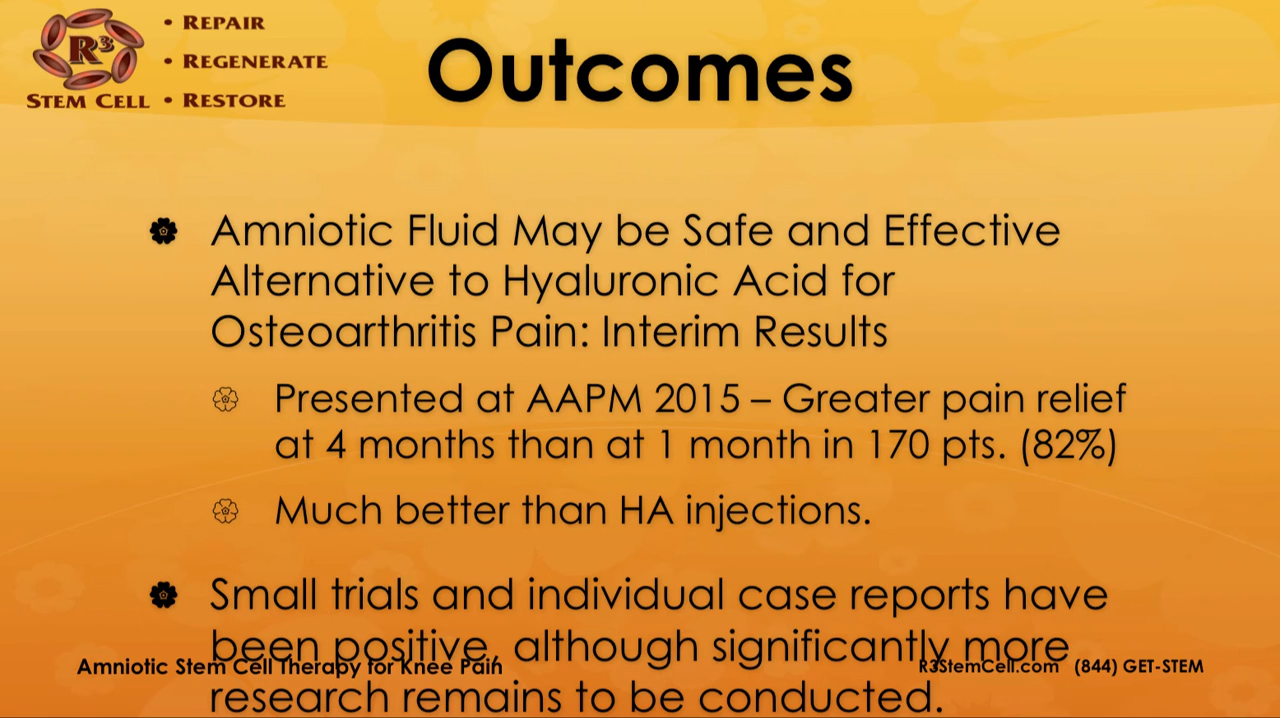 R³
STEM CELL
• REPAIR
• REGENERATE
• RESTORE
Outcomes
Amniotic Fluid May be Safe and Effective
Alternative to Hyaluronic Acid for
Osteoarthritis Pain: Interim Results
Presented at AAPM 2015 – Greater pain relief
at 4 months than at 1 month in 170 pts. (82%)
Much better than HA injections.
Small trials and individual case reports have
been positive, although significantly more
research remains to be conducted.
Amniotic Stem Cell Therapy for Knee Pain
R3StemCell.com (844) GET-STEM